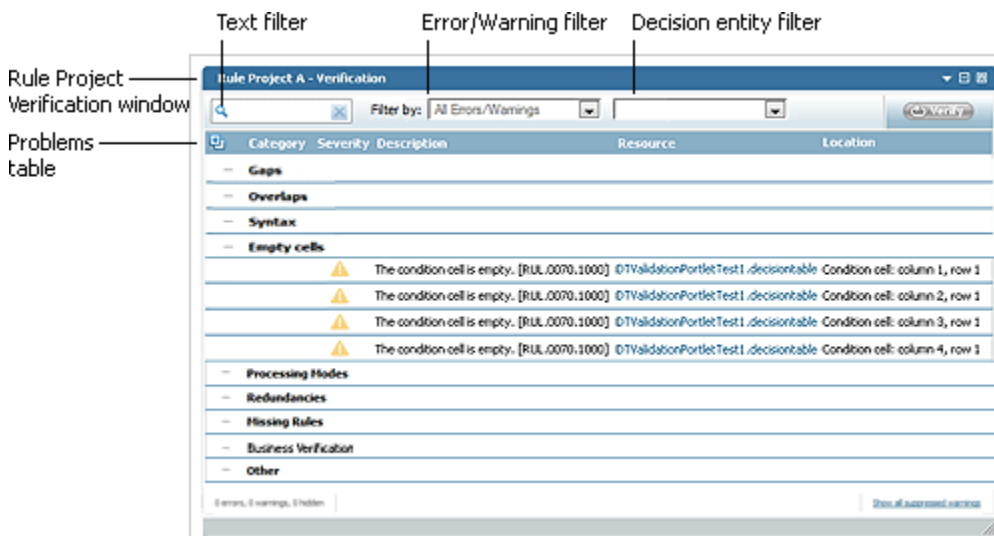 Text filter
Error/Warning filter
Decision entity filter
Rule Project
Verification window
Problems
table
Rule Project A - Verification
Filter by:
All Errors/Warnings
Verify
Category Severity Description Resource Location
Gaps
Overlaps
Syntax
Empty cells
The condition cell is empty. [RUL.0070.1000] DTValidationPortletTest1.decisiontable Condition cell: column 1, row 1
The condition cell is empty. [RUL.0070.1000] DTValidationPortletTest1.decisiontable Condition cell: column 2, row 1
The condition cell is empty. [RUL.0070.1000] DTValidationPortletTest1.decisiontable Condition cell: column 3, row 1
The condition cell is empty. [RUL.0070.1000] DTValidationPortletTest1.decisiontable Condition cell: column 4, row 1
Processing Modes
Redundancies
Missing Rules
Business Verification
Other
0 errors, 0 warnings, 0 hidden
Show all suppressed warnings